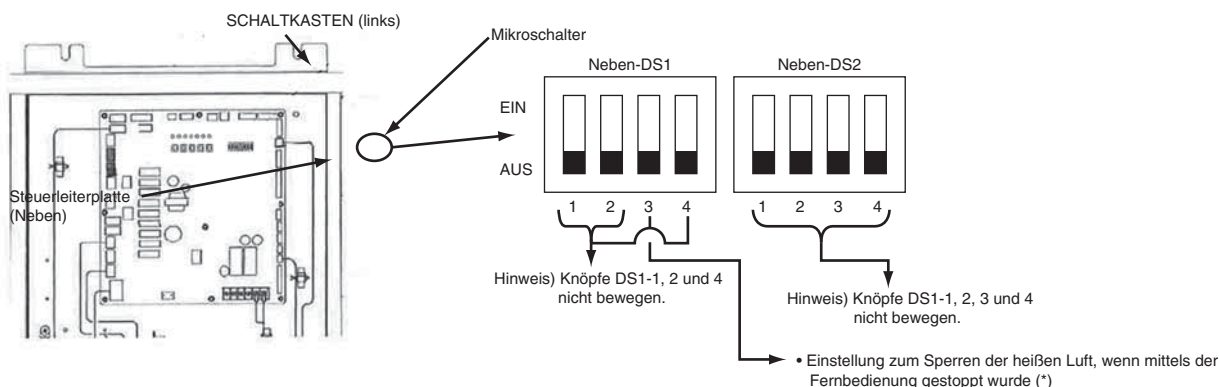 SCHALTKASTEN (links)
Mikroschalter
Steuerleiterplatte
(Neben)
Neben-DS1
Neben-DS2
EIN
AUS
1 2 3 4
1 2 3 4
Hinweis) Knöpfe DS1-1, 2 und 4
nicht bewegen.
Hinweis) Knöpfe DS1-1, 2, 3 und 4
nicht bewegen.
• Einstellung zum Sperren der heißen Luft, wenn mittels der
Fernbedienung gestoppt wurde (*)